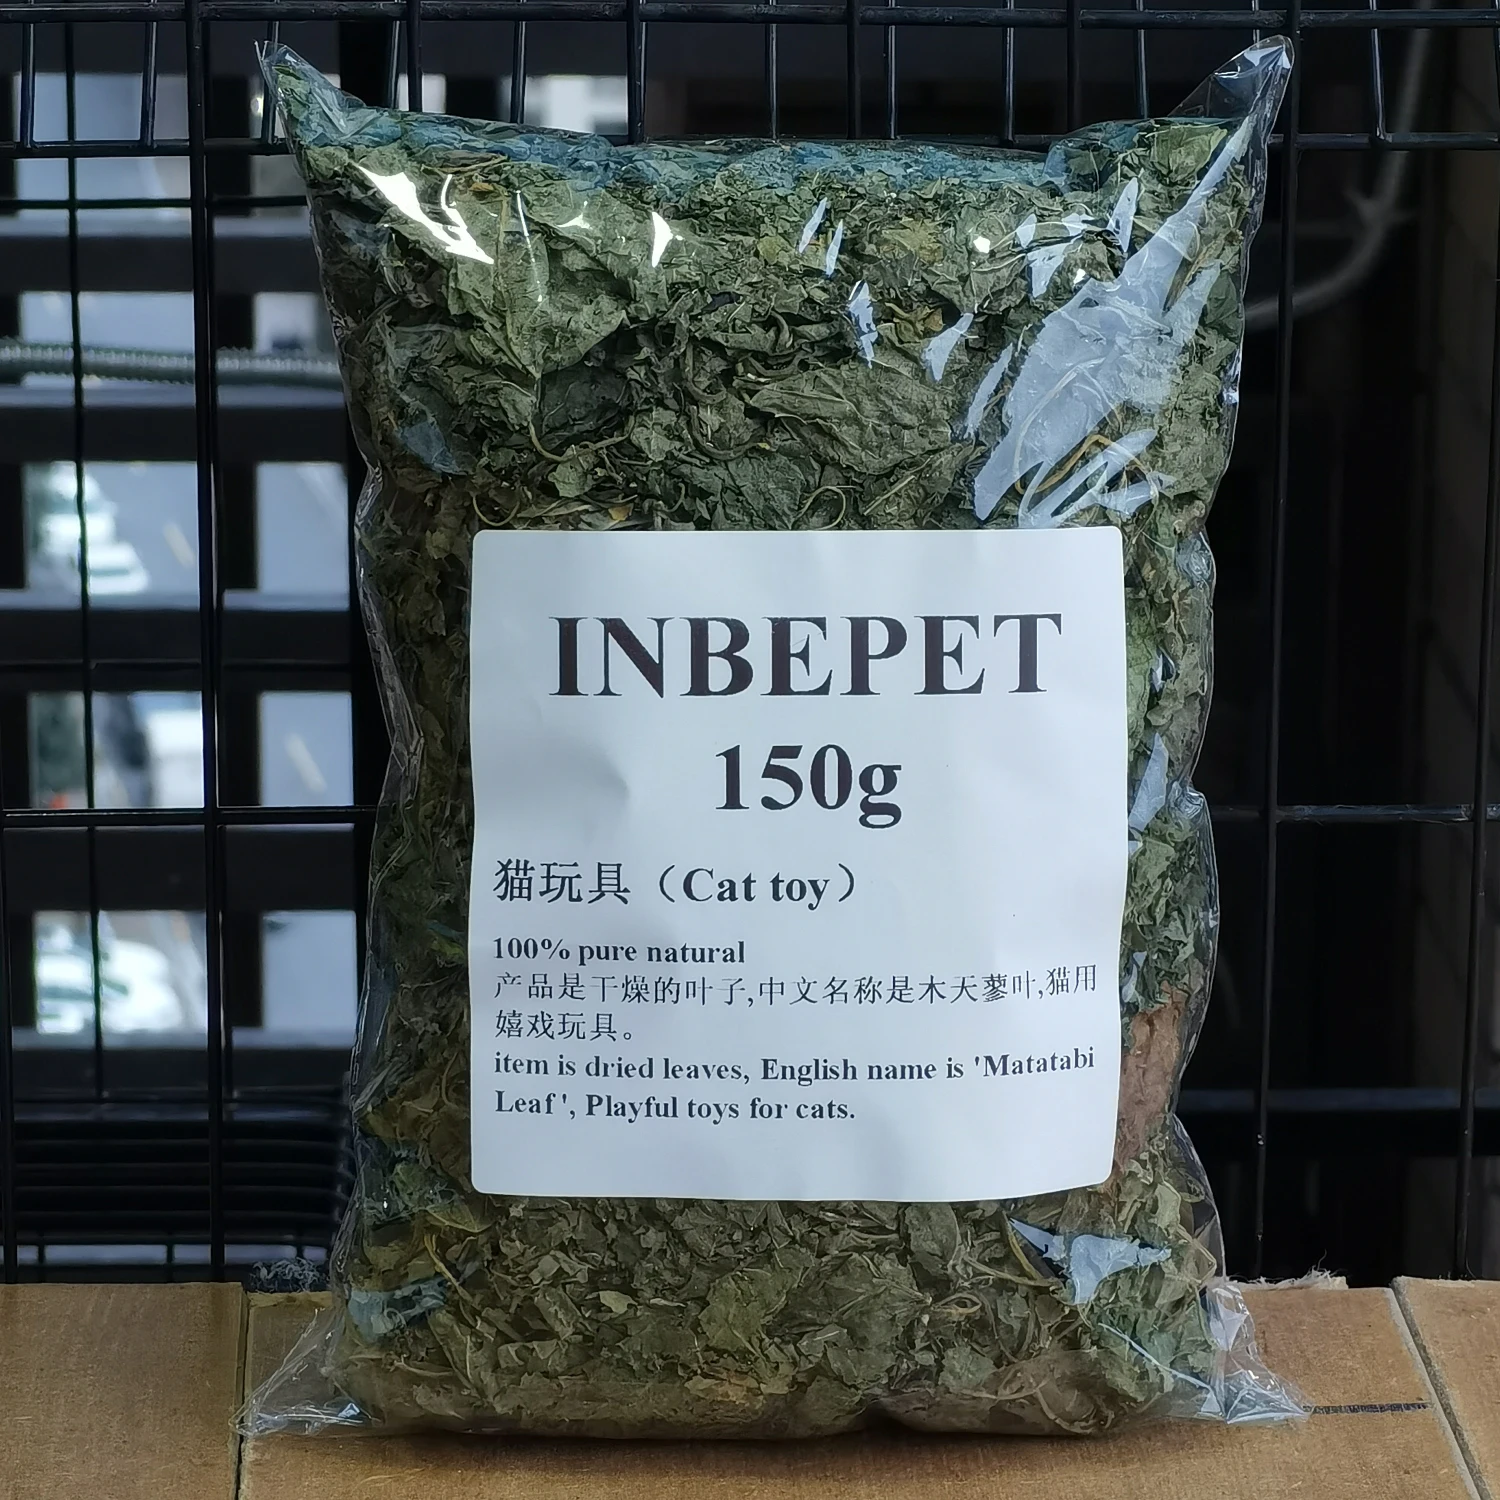 INBEPET
150g
猫玩具（Cat toy）
100% pure natural
产品是干燥的叶子,中文名称是木天蓼叶,猫用
嬉戏玩具。
item is dried leaves, English name is 'Matatabi
Leaf', Playful toys for cats.